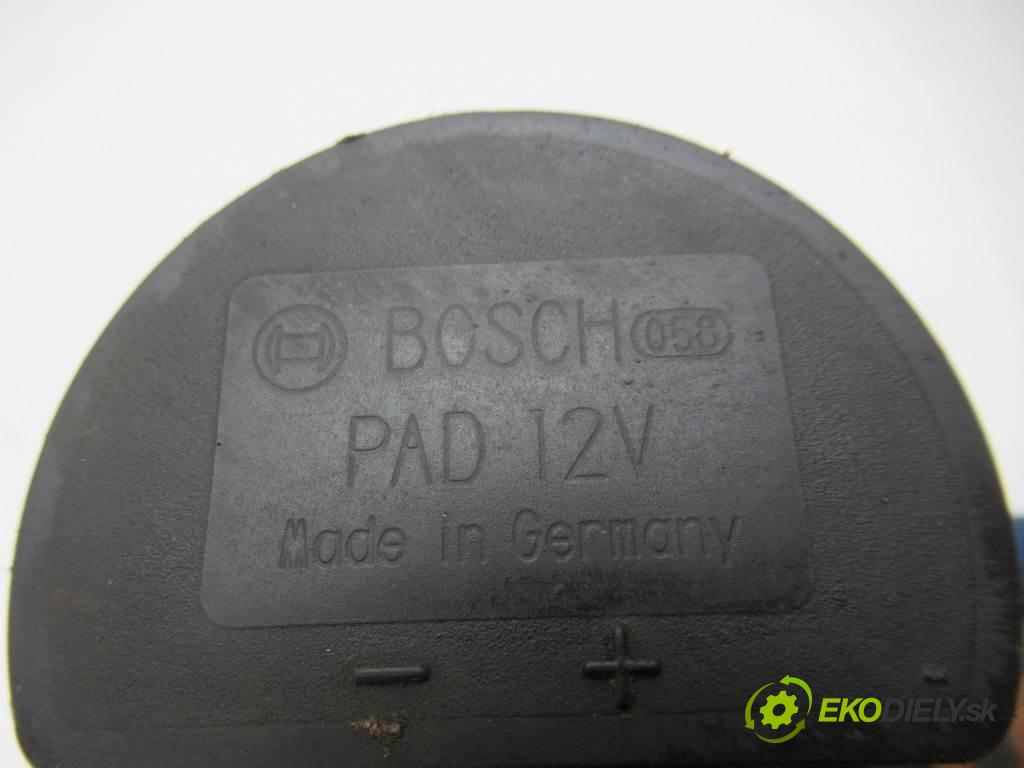 BOSCH 058
PAD 12V
Made in Germany
- +
EKODIELY.sk